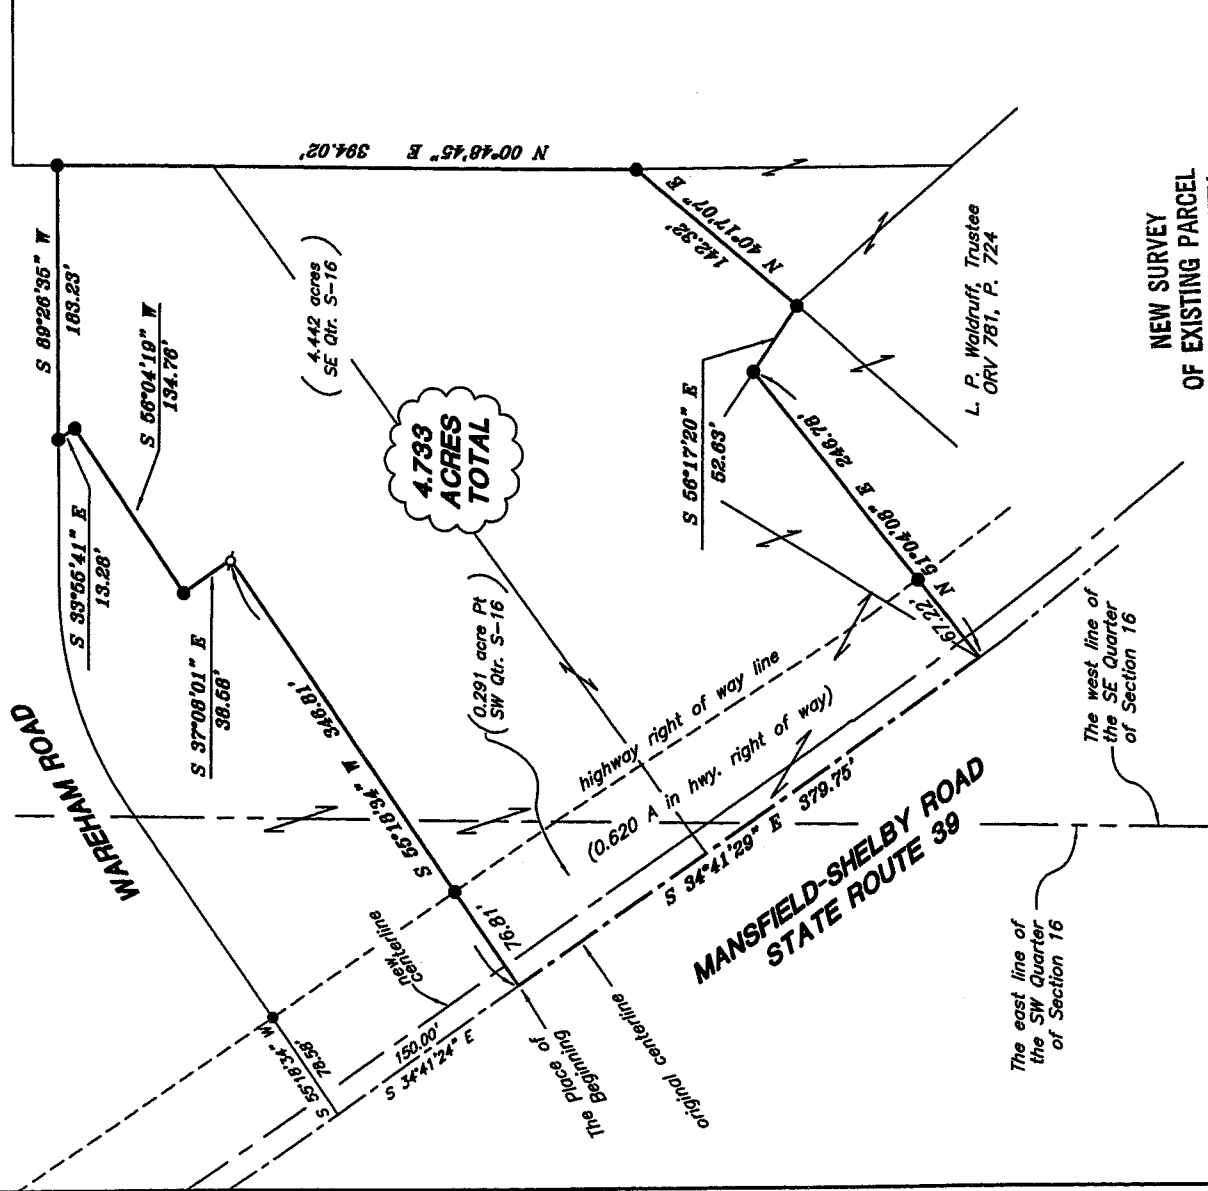 S 89°26'35" W
183.23'
S 56°04'19" W
134.76'
N 00°48'45" E 394.02'
( 4.442 acres
SE Qtr. S-16 )
4.733
ACRES
TOTAL
N 40°17'07" E
142.32'
L. P. Waldruff, Trustee
ORV 781, P. 724
NEW SURVEY
OF EXISTING PARCEL
S 56°17'20" E
52.63'
N 51°04'08" E 246.78'
67.22'
S 33°55'41" E
13.28'
S 37°08'01" E
38.58'
WAREHAM ROAD
S 55°18'34" W 346.81'
76.81'
( 0.291 acre Pt
SW Qtr. S-16 )
highway right of way line
(0.620 A in hwy. right of way)
S 34°41'29" E 379.75'
MANSFIELD-SHELBY ROAD
STATE ROUTE 39
The west line of
the SE Quarter
of Section 16
The east line of
the SW Quarter
of Section 16
new
centerline
150.00'
S 34°41'24" E
S 55°18'34" W
78.58'
The Place of
Beginning
original centerline